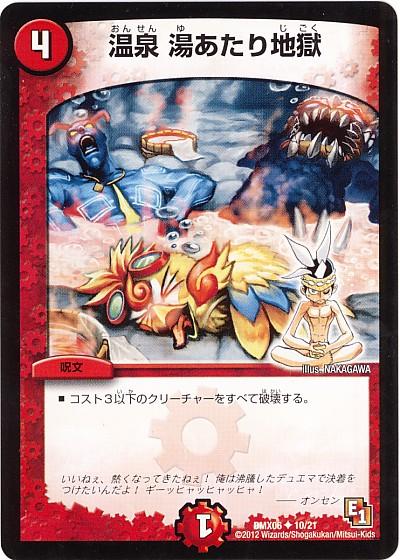 4
おんせん ゆ じごく
温泉 湯あたり地獄
illus. NAKAGAWA
呪文
■ コスト3以下のクリーチャーをすべて破壊する。
いいねぇ、熱くなってきたねぇ! 俺は沸騰したデュエマで決着を
つけたいんだよ! ギーッヒャッヒャッヒャ!
── オンセン
1
DMX06 ◆ 10/21
E1
©2012 Wizards/Shogakukan/Mitsui-Kids